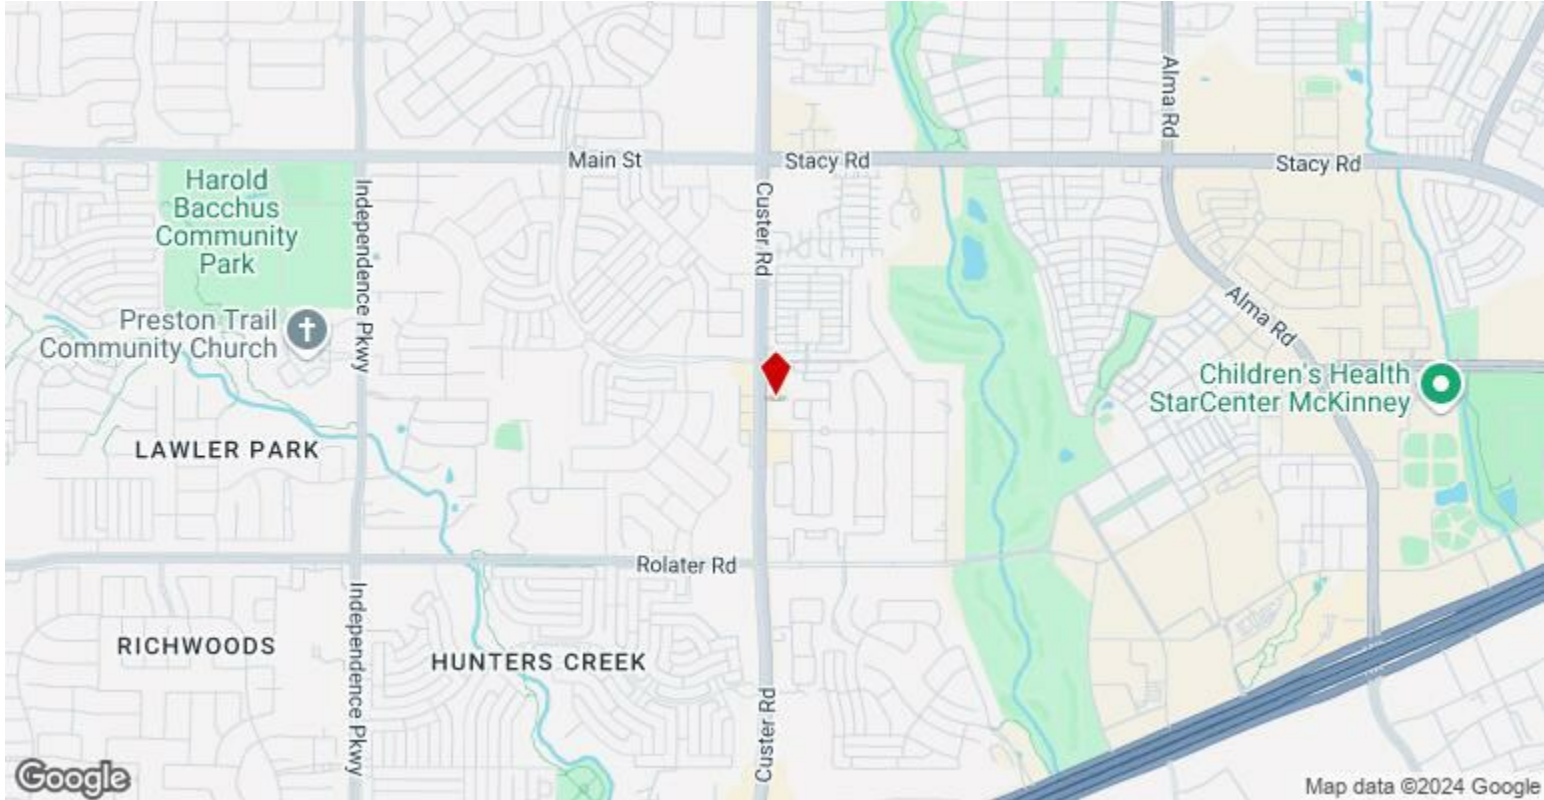 Alma Rd
Main St
Stacy Rd
Stacy Rd
Harold
Bacchus
Community
Park
Independence Pkwy
Custer Rd
Alma Rd
Preston Trail
Community Church
Children's Health
StarCenter McKinney
LAWLER PARK
Rolater Rd
Independence Pkwy
RICHWOODS
HUNTERS CREEK
Custer Rd
Google
Map data ©2024 Google